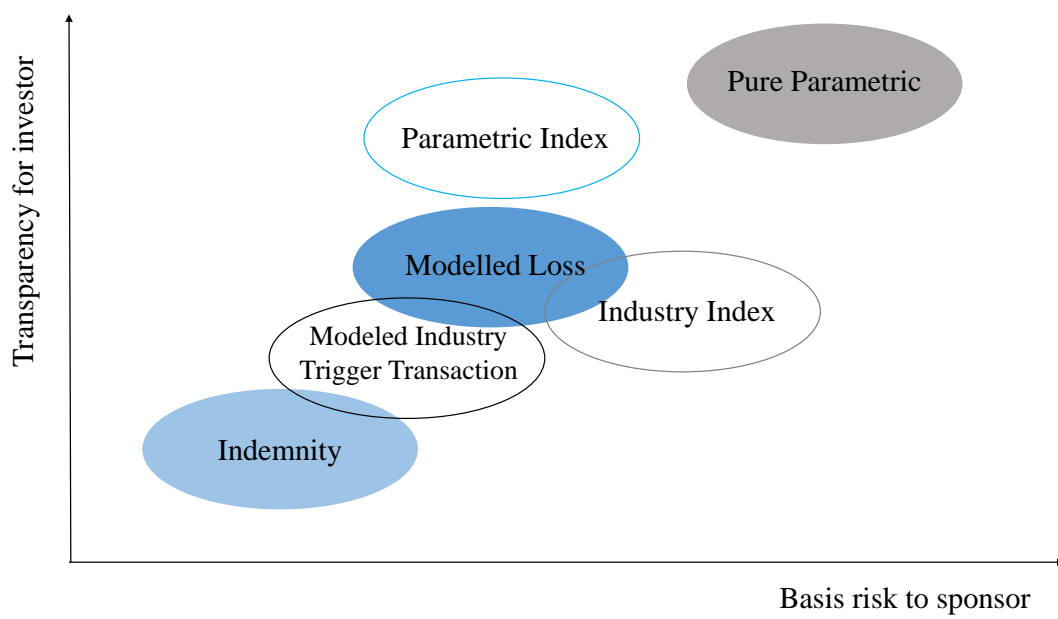 Transparency for investor
Pure Parametric
Parametric Index
Modelled Loss
Industry Index
Modeled Industry
Trigger Transaction
Indemnity
Basis risk to sponsor